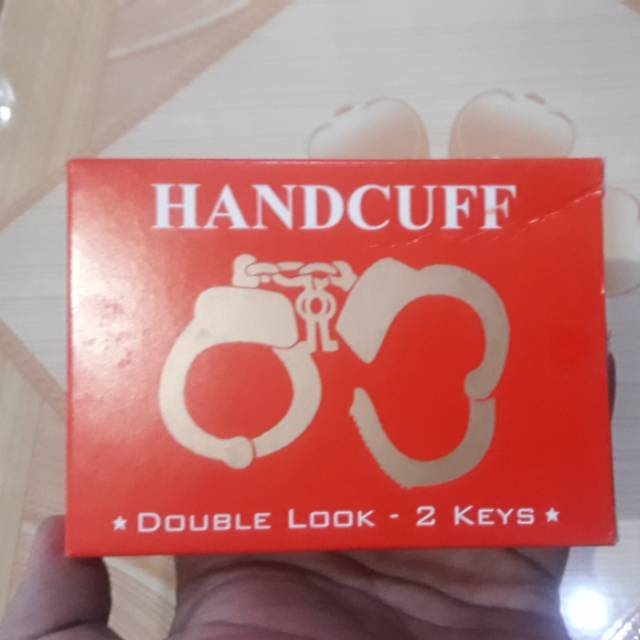 HANDCUFF
★ DOUBLE LOOK - 2 KEYS ★